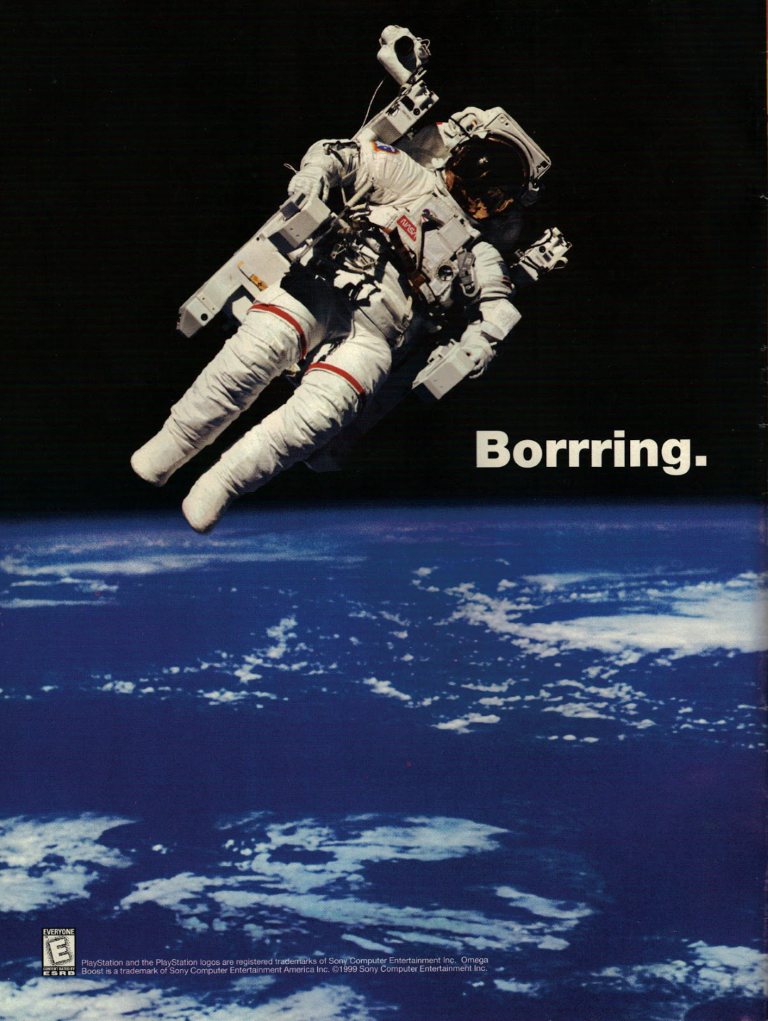 NASA
Borrring.
EVERYONE
E
CONTENT RATED BY
ESRB
PlayStation and the PlayStation logos are registered trademarks of Sony Computer Entertainment Inc. Omega
Boost is a trademark of Sony Computer Entertainment America Inc. ©1999 Sony Computer Entertainment Inc.